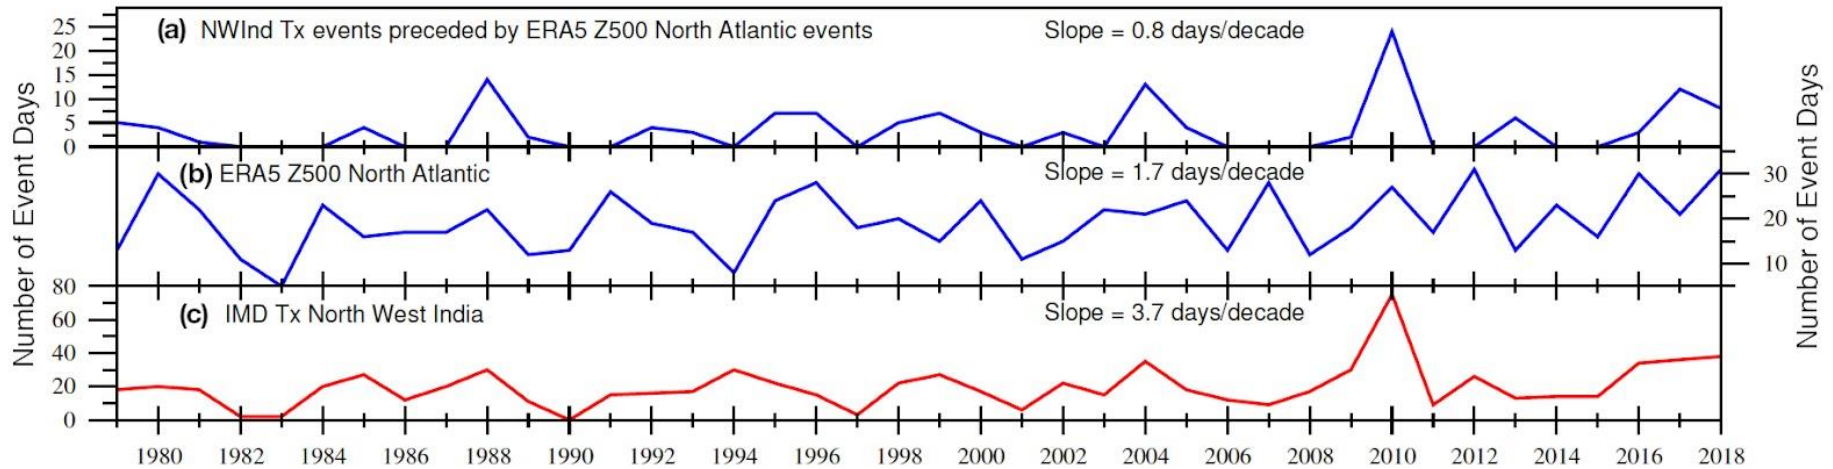 (a) NWInd Tx events preceded by ERA5 Z500 North Atlantic events Slope = 0.8 days/decade
25
20
15
10
5
0
Number of Event Days
Number of Event Days
(b) ERA5 Z500 North Atlantic Slope = 1.7 days/decade
30
20
10
80
(c) IMD Tx North West India Slope = 3.7 days/decade
60
40
20
0
1980 1982 1984 1986 1988 1990 1992 1994 1996 1998 2000 2002 2004 2006 2008 2010 2012 2014 2016 2018